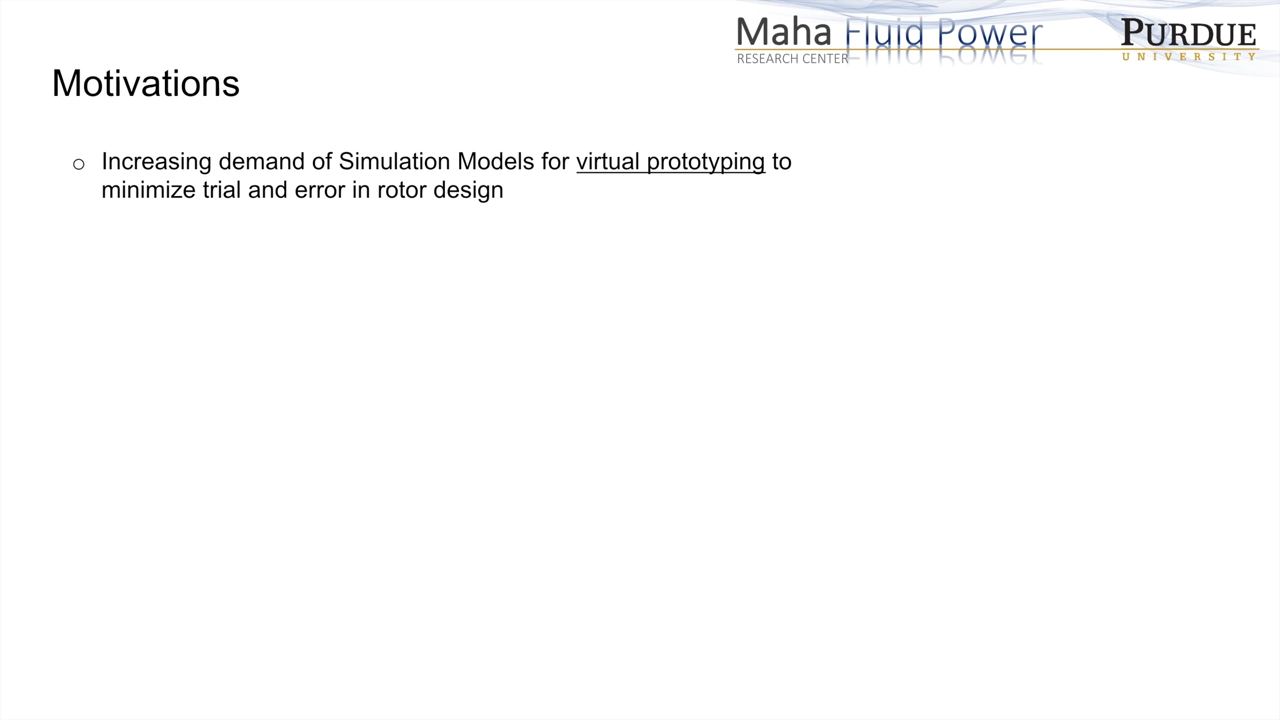 Maha Fluid Power
RESEARCH CENTER
PURDUE
UNIVERSITY
Motivations
o Increasing demand of Simulation Models for virtual prototyping to
minimize trial and error in rotor design